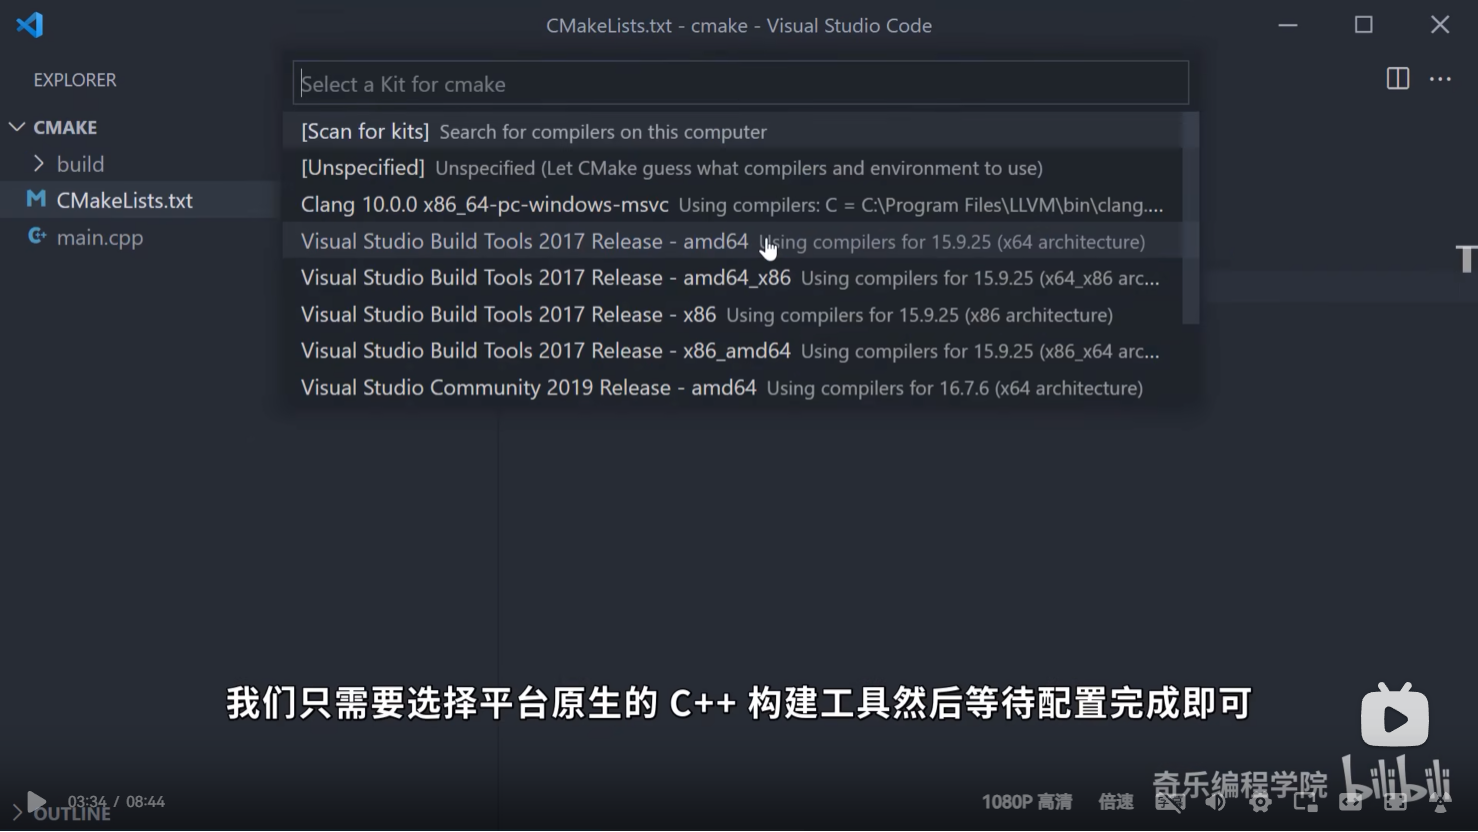 CMakeLists.txt - cmake - Visual Studio Code
EXPLORER
Select a Kit for cmake
CMAKE
[Scan for kits] Search for compilers on this computer
build
[Unspecified] Unspecified (Let CMake guess what compilers and environment to use)
M CMakeLists.txt
Clang 10.0.0 x86_64-pc-windows-msvc Using compilers: C = C:\Program Files\LLVM\bin\clang....
main.cpp
Visual Studio Build Tools 2017 Release - amd64 Using compilers for 15.9.25 (x64 architecture)
Visual Studio Build Tools 2017 Release - amd64_x86 Using compilers for 15.9.25 (x64_x86 arc...
Visual Studio Build Tools 2017 Release - x86 Using compilers for 15.9.25 (x86 architecture)
Visual Studio Build Tools 2017 Release - x86_amd64 Using compilers for 15.9.25 (x86_x64 arc...
Visual Studio Community 2019 Release - amd64 Using compilers for 16.7.6 (x64 architecture)
我们只需要选择平台原生的 C++ 构建工具然后等待配置完成即可
奇乐编程学院 bilibili
03:34 / 08:44
1080P 高清 倍速
OUTLINE